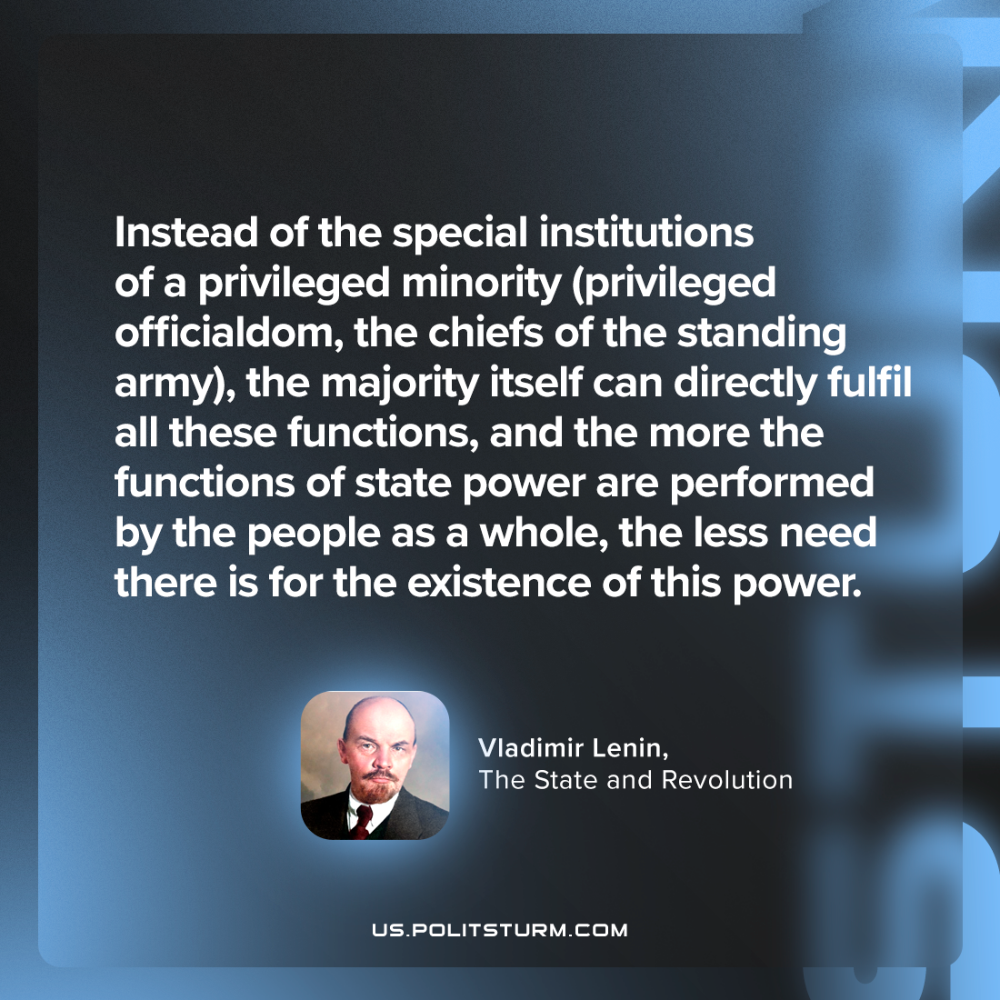 Instead of the special institutions
of a privileged minority (privileged
officialdom, the chiefs of the standing
army), the majority itself can directly fulfil
all these functions, and the more the
functions of state power are performed
by the people as a whole, the less need
there is for the existence of this power.
Vladimir Lenin,
The State and Revolution
US.POLITSTURM.COM